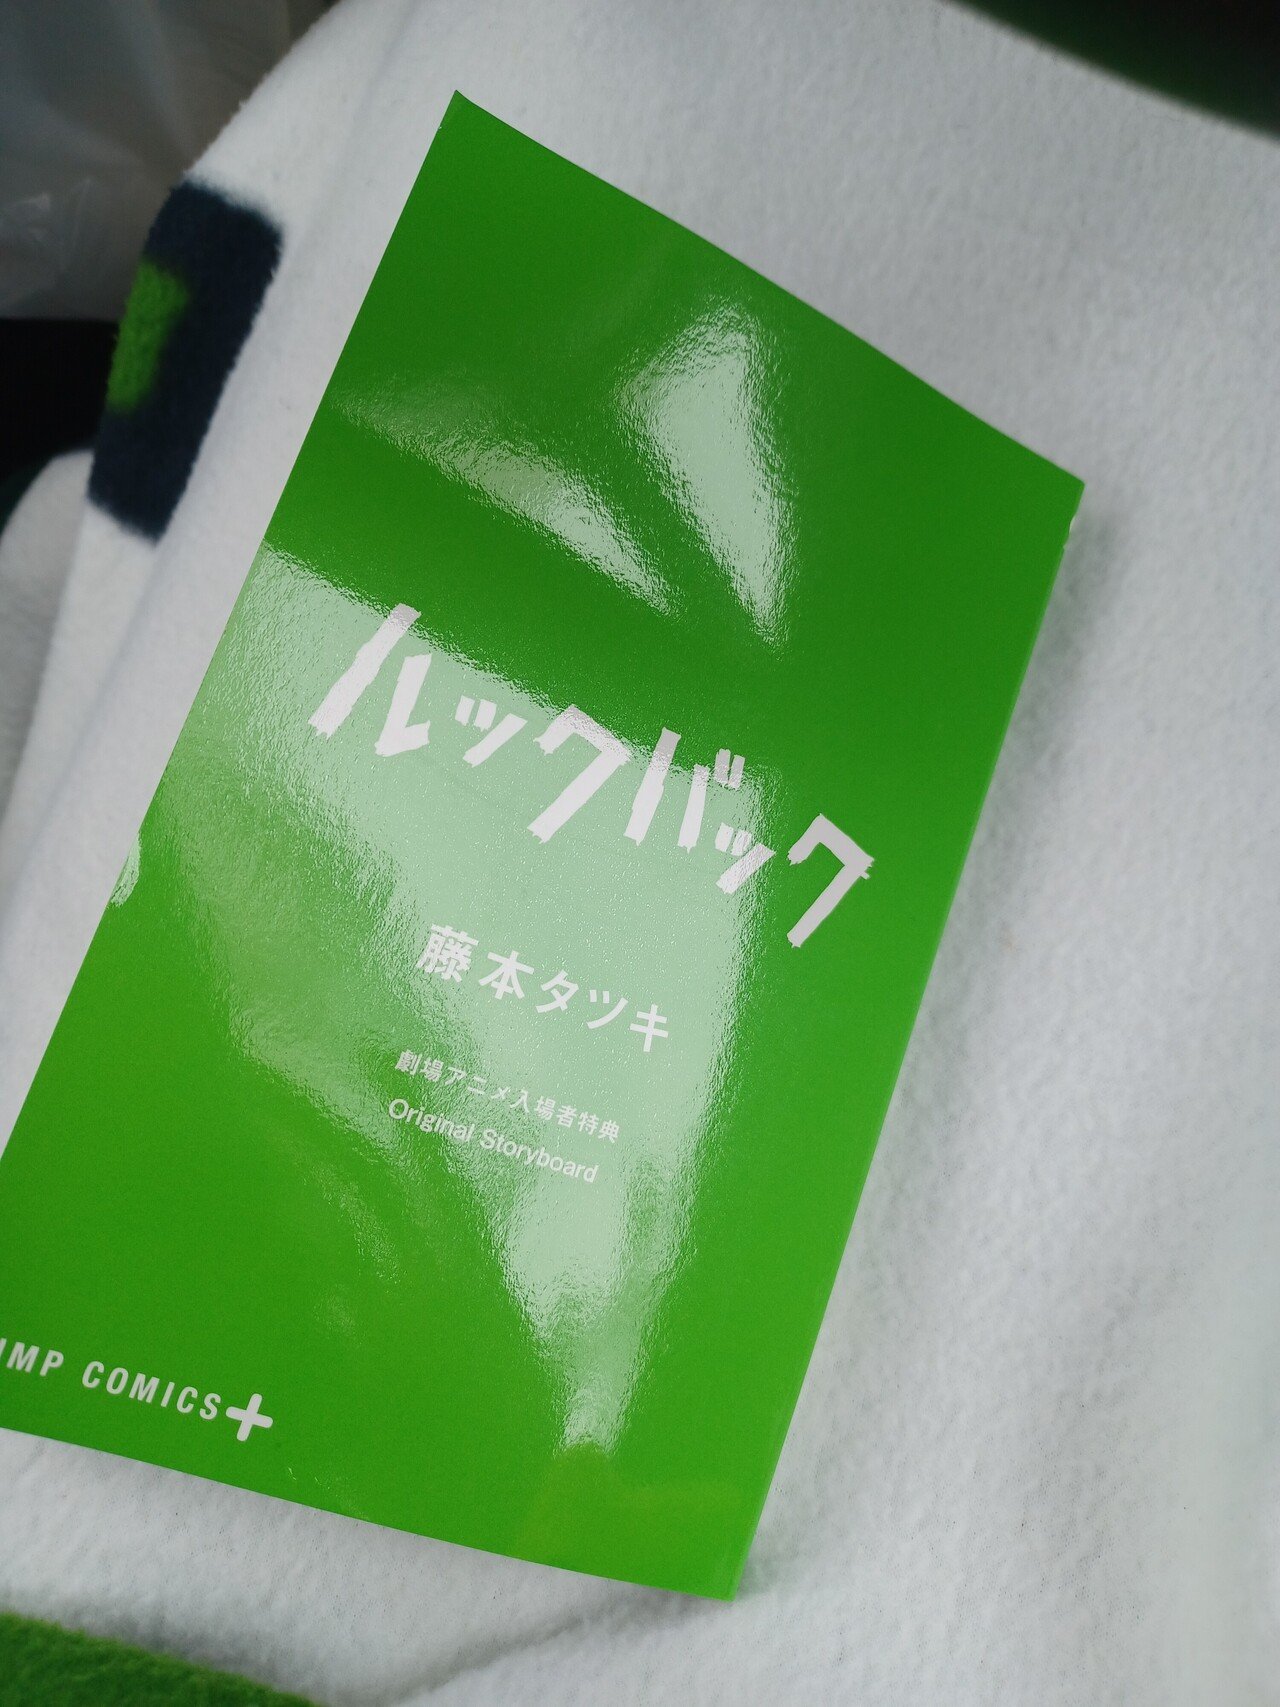 ルックバック
藤本タツキ
劇場アニメ入場者特典
Original Storyboard
UMP COMICS+